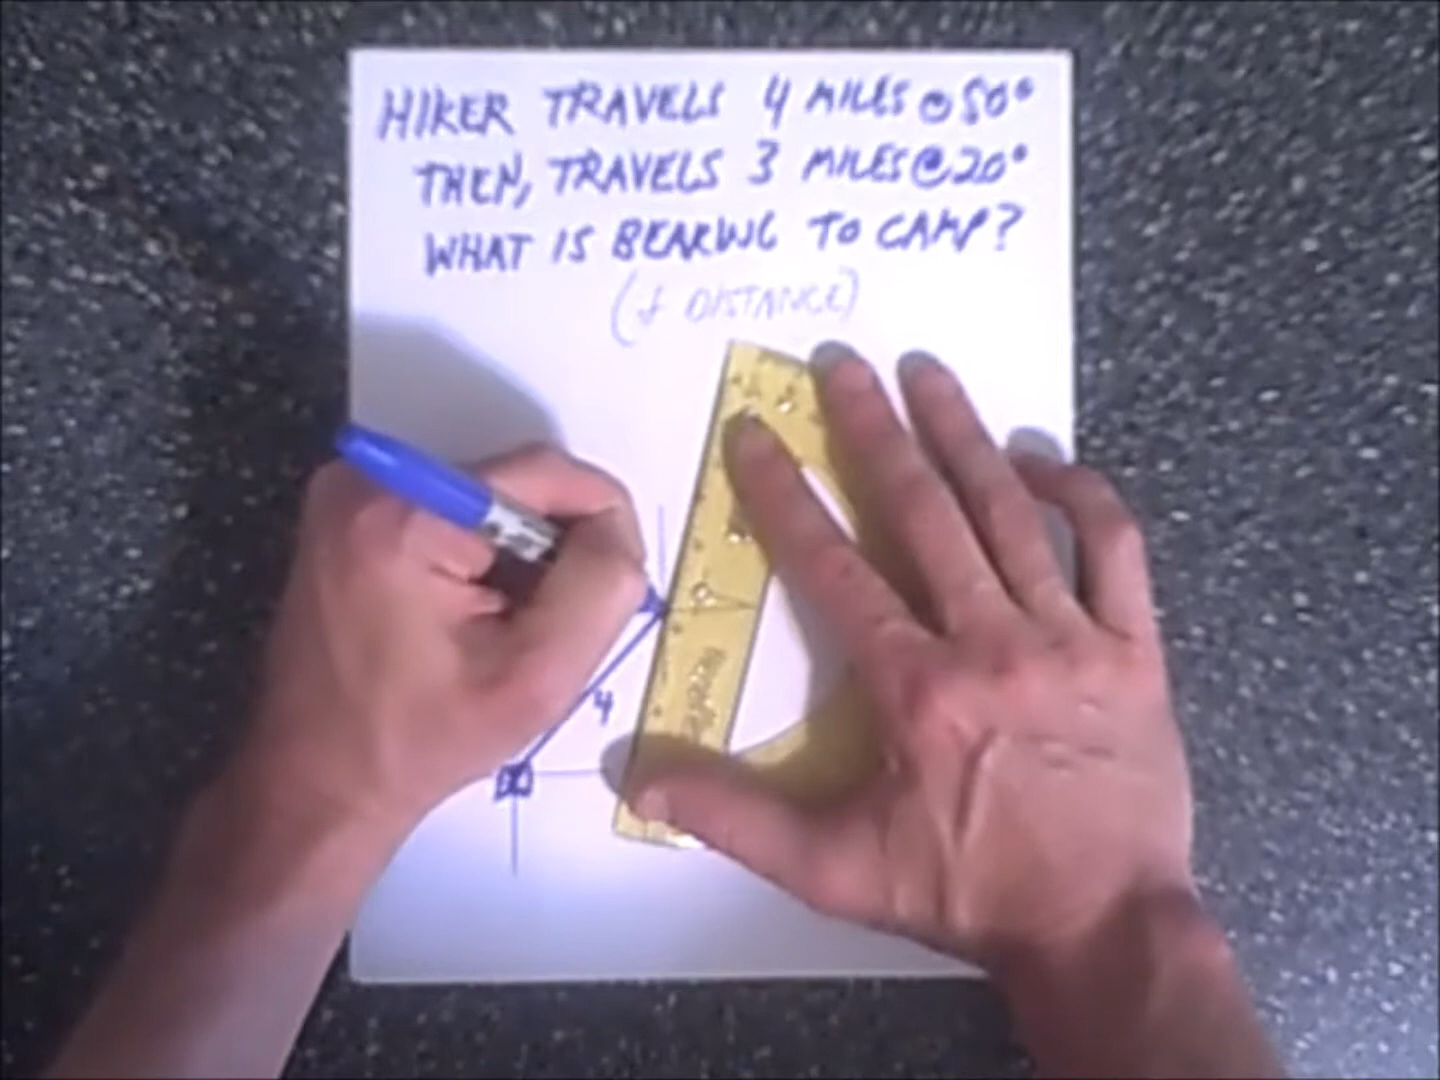 HIKER TRAVELS 4 MILES @ 50°
THEN, TRAVELS 3 MILES @ 20°
WHAT IS BEARING TO CAMP?
(+ DISTANCE)
4